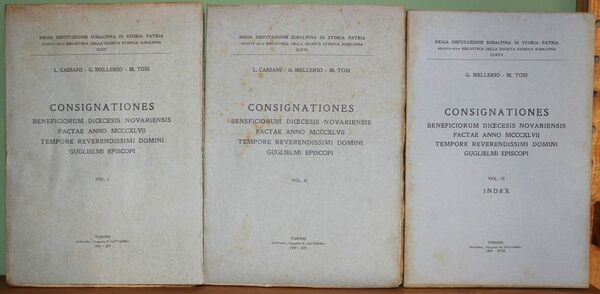 REGIA DEPUTAZIONE SUBALPINA DI STORIA PATRIA
BIBLIOTECA DELLA SOCIETÀ STORICA SUBALPINA
L. CASSANI - G. MELLERIO - M. TOSI
CONSIGNATIONES
BENEFICIORUM DIŒCESIS NOVARIENSIS
FACTAE ANNO MCCCXLVII
TEMPORE REVERENDISSIMI DOMINI
GUGLIELMI EPISCOPI
VOL. I
TORINO
REGIA DEPUTAZIONE SUBALPINA DI STORIA PATRIA
BIBLIOTECA DELLA SOCIETÀ STORICA SUBALPINA
L. CASSANI - G. MELLERIO - M. TOSI
CONSIGNATIONES
BENEFICIORUM DIŒCESIS NOVARIENSIS
FACTAE ANNO MCCCXLVII
TEMPORE REVERENDISSIMI DOMINI
GUGLIELMI EPISCOPI
VOL. II
TORINO
REGIA DEPUTAZIONE SUBALPINA DI STORIA PATRIA
BIBLIOTECA DELLA SOCIETÀ STORICA SUBALPINA
G. MELLERIO - M. TOSI
CONSIGNATIONES
BENEFICIORUM DIŒCESIS NOVARIENSIS
FACTAE ANNO MCCCXLVII
TEMPORE REVERENDISSIMI DOMINI
GUGLIELMI EPISCOPI
VOL. III
INDEX
TORINO